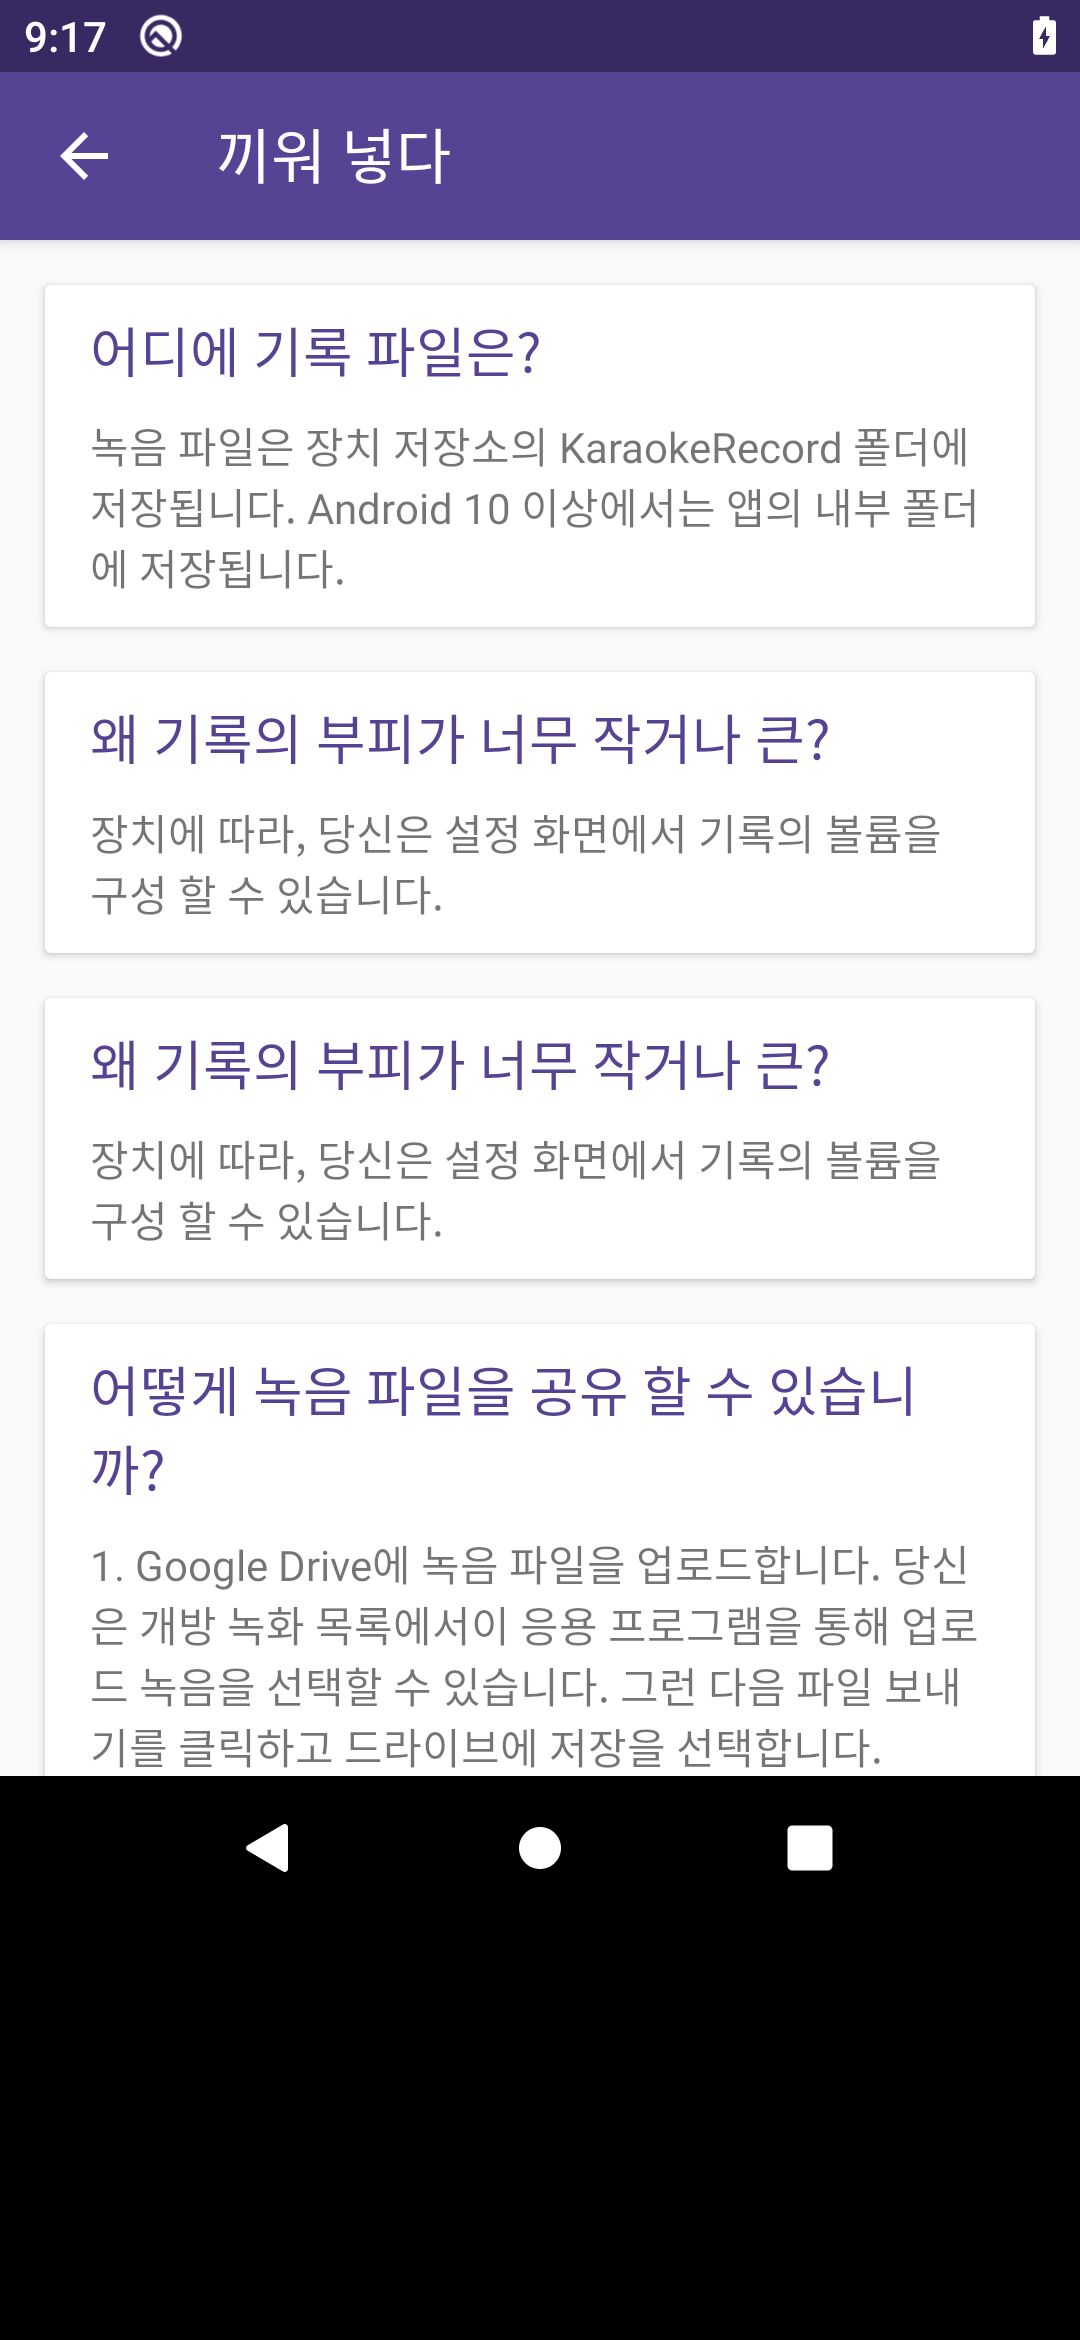 9:17
끼워 넣다
어디에 기록 파일은?
녹음 파일은 장치 저장소의 KaraokeRecord 폴더에
저장됩니다. Android 10 이상에서는 앱의 내부 폴더
에 저장됩니다.
왜 기록의 부피가 너무 작거나 큰?
장치에 따라, 당신은 설정 화면에서 기록의 볼륨을
구성 할 수 있습니다.
왜 기록의 부피가 너무 작거나 큰?
장치에 따라, 당신은 설정 화면에서 기록의 볼륨을
구성 할 수 있습니다.
어떻게 녹음 파일을 공유 할 수 있습니
까?
1. Google Drive에 녹음 파일을 업로드합니다. 당신
은 개방 녹화 목록에서이 응용 프로그램을 통해 업로
드 녹음을 선택할 수 있습니다. 그런 다음 파일 보내
기를 클릭하고 드라이브에 저장을 선택합니다.